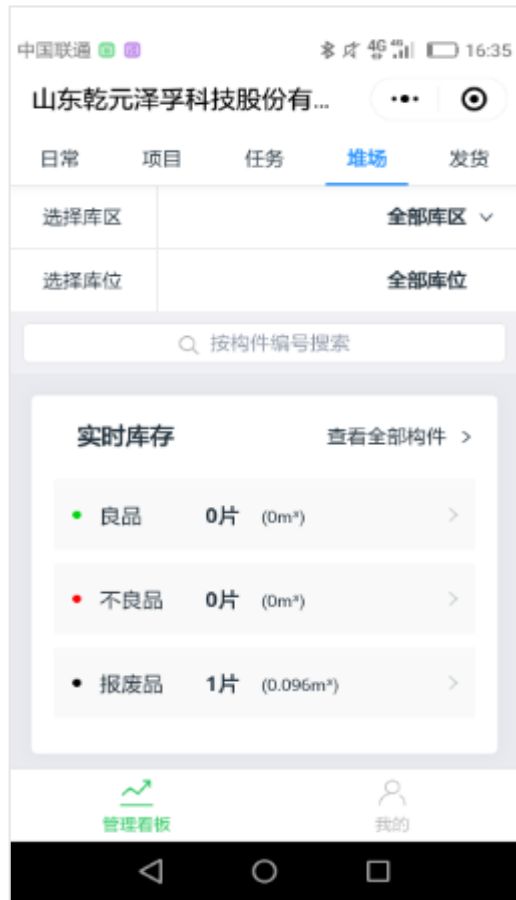 中国联通 4G 16:35
山东乾元泽孚科技股份有...
日常 项目 任务 堆场 发货
选择库区 全部库区
选择库位 全部库位
按构件编号搜索
实时库存 查看全部构件 >
良品 0片 (0m³)
不良品 0片 (0m³)
报废品 1片 (0.096m³)
管理看板 我的